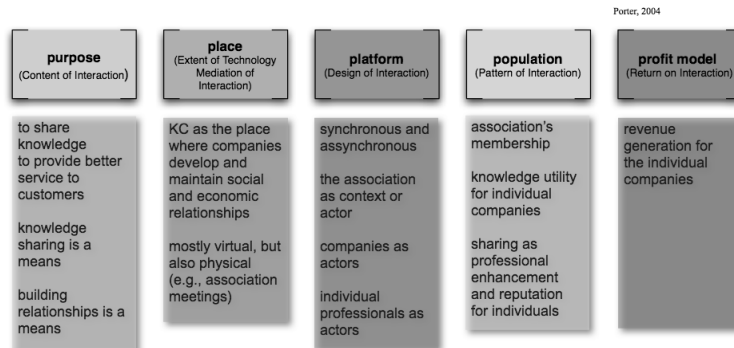 Porter, 2004
purpose
(Content of Interaction)
place
(Extent of Technology
Mediation of
Interaction)
platform
(Design of Interaction)
population
(Pattern of Interaction)
profit model
(Return on Interaction)
to share
knowledge
to provide better
service to
customers
knowledge
sharing is a
means
building
relationships is a
means
KC as the place
where companies
develop and
maintain social
and economic
relationships
mostly virtual, but
also physical
(e.g., association
meetings)
synchronous and
assynchronous
the association
as context or
actor
companies as
actors
individual
professionals as
actors
association's
membership
knowledge utility
for individual
companies
sharing as
professional
enhancement
and reputation
for individuals
revenue
generation for
the individual
companies